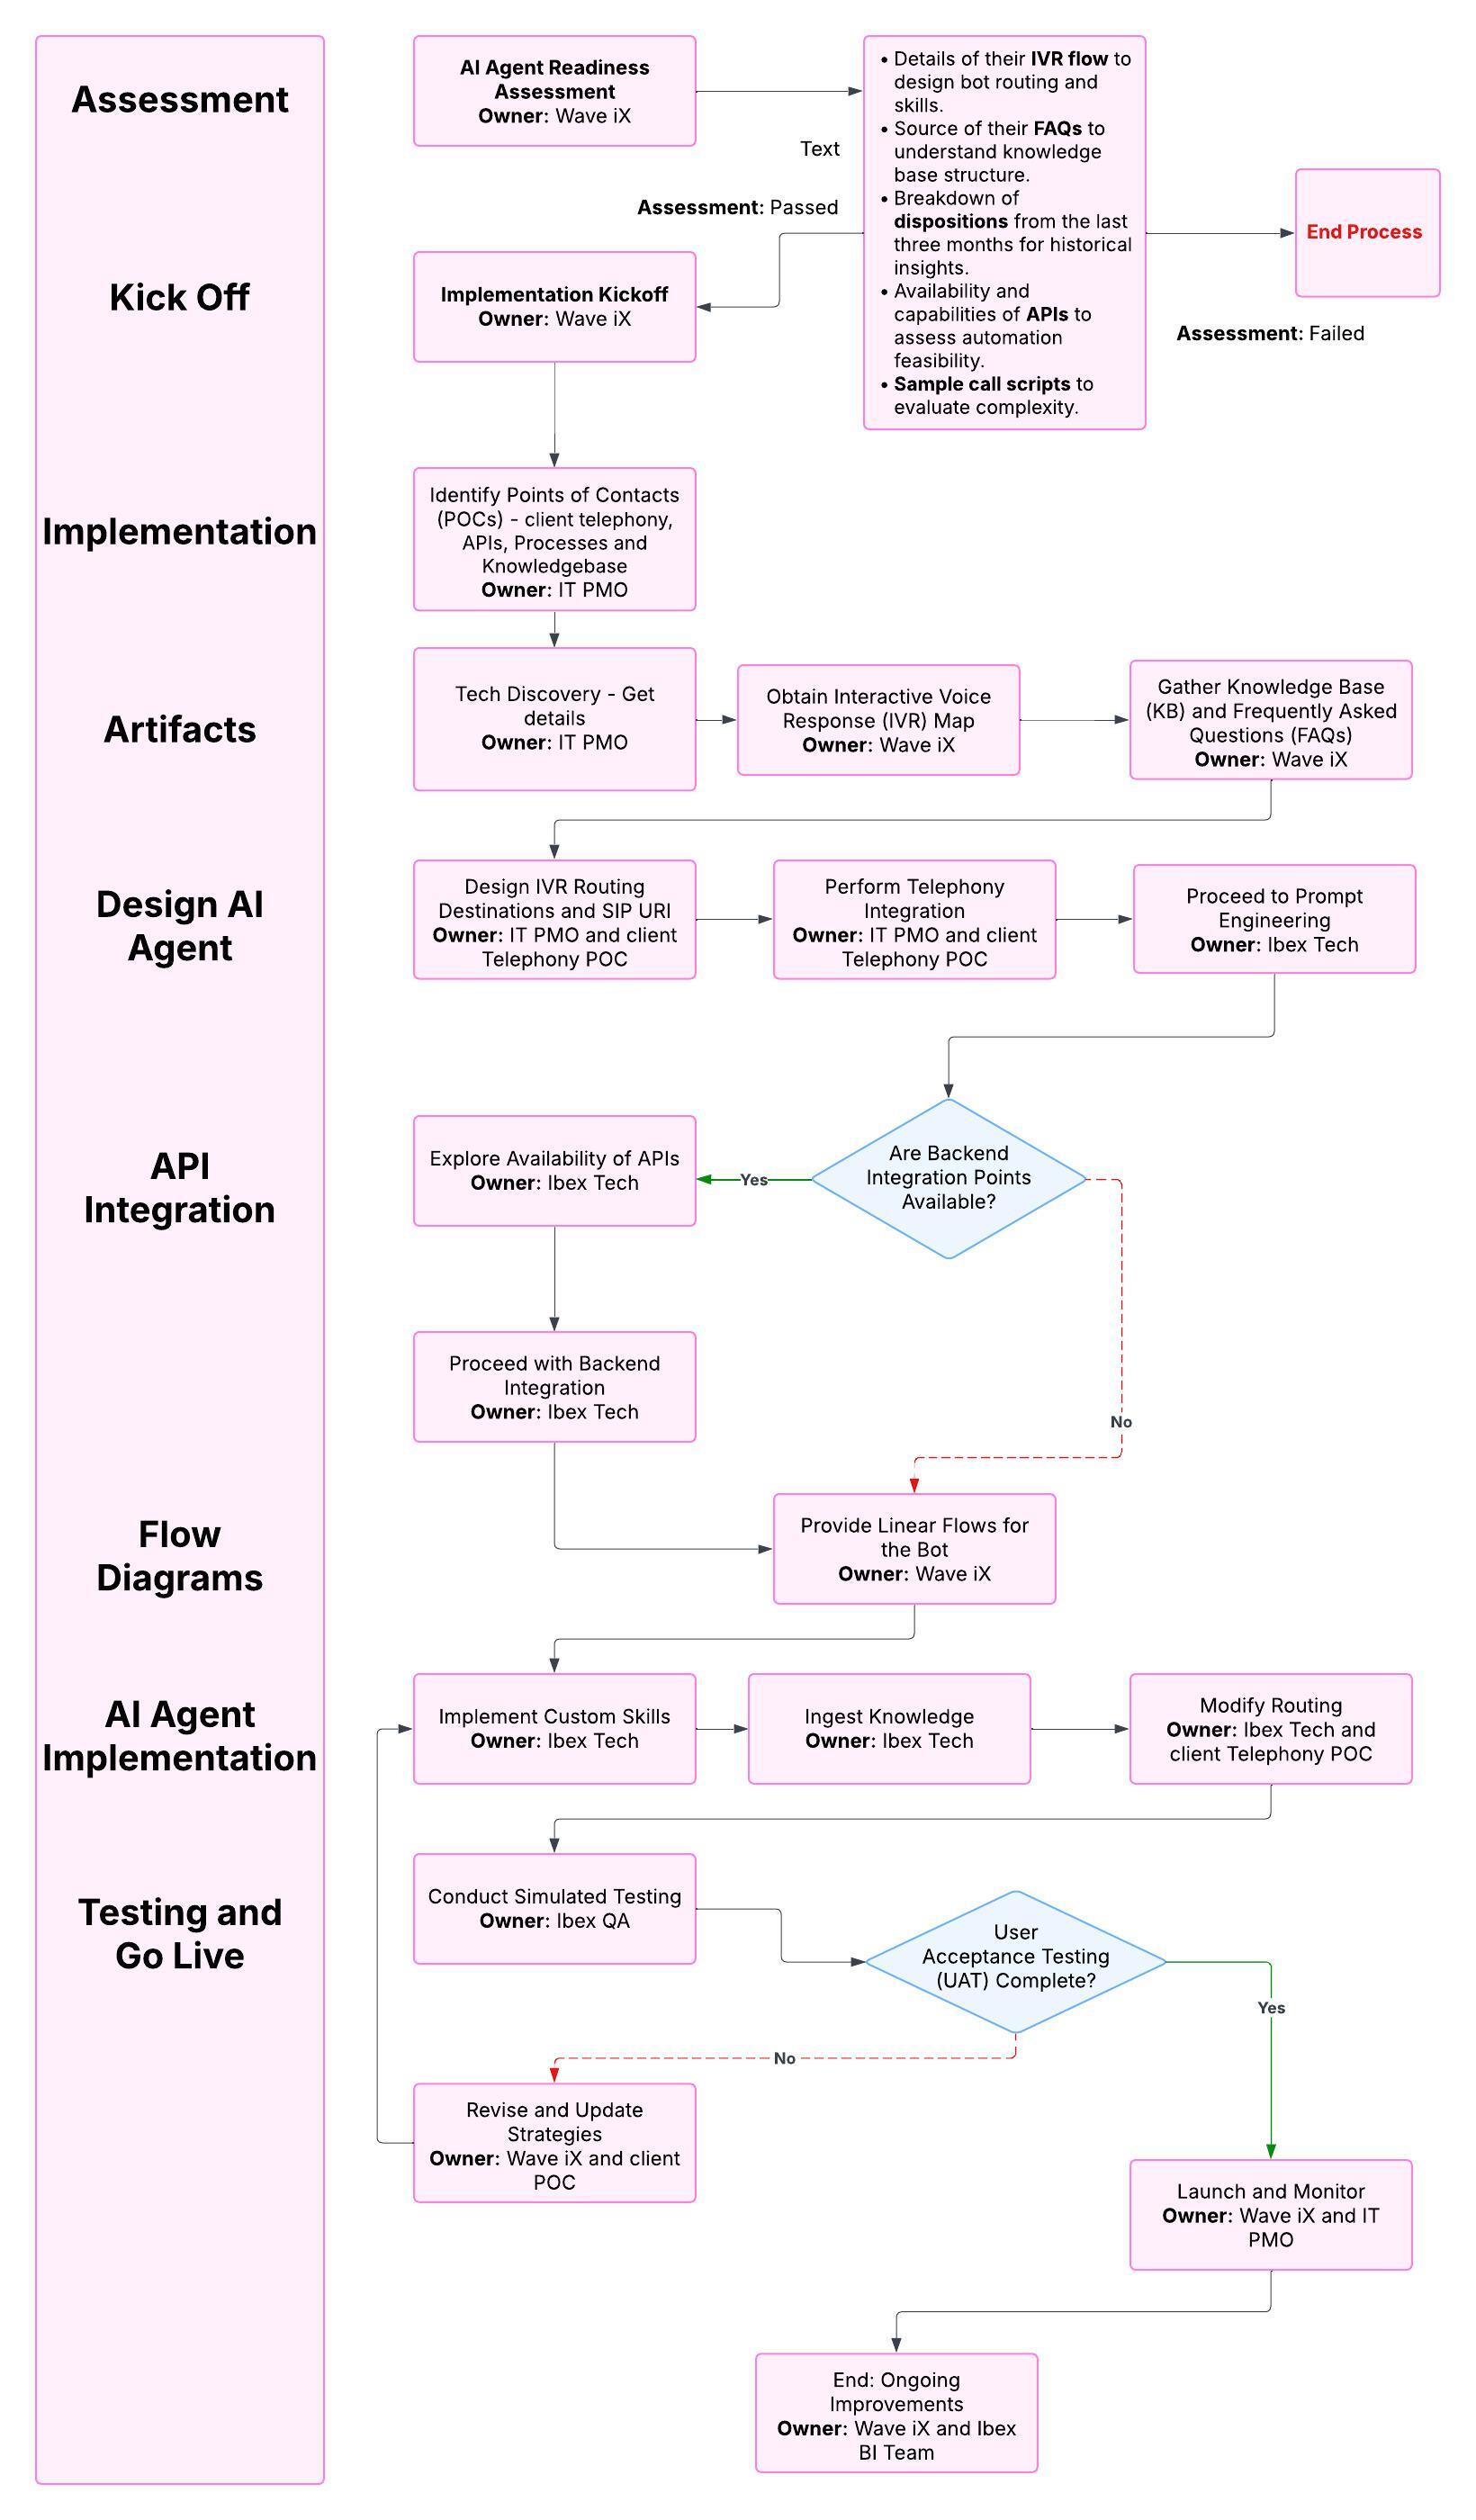 Assessment
AI Agent Readiness
Assessment
Owner: Wave iX
• Details of their IVR flow to
design bot routing and
skills.
• Source of their FAQs to
understand knowledge
base structure.
• Breakdown of
dispositions from the last
three months for historical
insights.
• Availability and
capabilities of APIs to
assess automation
feasibility.
• Sample call scripts to
evaluate complexity.
Text
Assessment: Passed
End Process
Assessment: Failed
Kick Off
Implementation Kickoff
Owner: Wave iX
Implementation
Identify Points of Contacts
(POCs) - client telephony,
APIs, Processes and
Knowledgebase
Owner: IT PMO
Artifacts
Tech Discovery - Get
details
Owner: IT PMO
Obtain Interactive Voice
Response (IVR) Map
Owner: Wave iX
Gather Knowledge Base
(KB) and Frequently Asked
Questions (FAQs)
Owner: Wave iX
Design AI
Agent
Design IVR Routing
Destinations and SIP URI
Owner: IT PMO and client
Telephony POC
Perform Telephony
Integration
Owner: IT PMO and client
Telephony POC
Proceed to Prompt
Engineering
Owner: Ibex Tech
API
Integration
Explore Availability of APIs
Owner: Ibex Tech
Yes
Are Backend
Integration Points
Available?
Proceed with Backend
Integration
Owner: Ibex Tech
No
Flow
Diagrams
Provide Linear Flows for
the Bot
Owner: Wave iX
AI Agent
Implementation
Implement Custom Skills
Owner: Ibex Tech
Ingest Knowledge
Owner: Ibex Tech
Modify Routing
Owner: Ibex Tech and
client Telephony POC
Testing and
Go Live
Conduct Simulated Testing
Owner: Ibex QA
User
Acceptance Testing
(UAT) Complete?
Yes
No
Revise and Update
Strategies
Owner: Wave iX and client
POC
Launch and Monitor
Owner: Wave iX and IT
PMO
End: Ongoing
Improvements
Owner: Wave iX and Ibex
BI Team